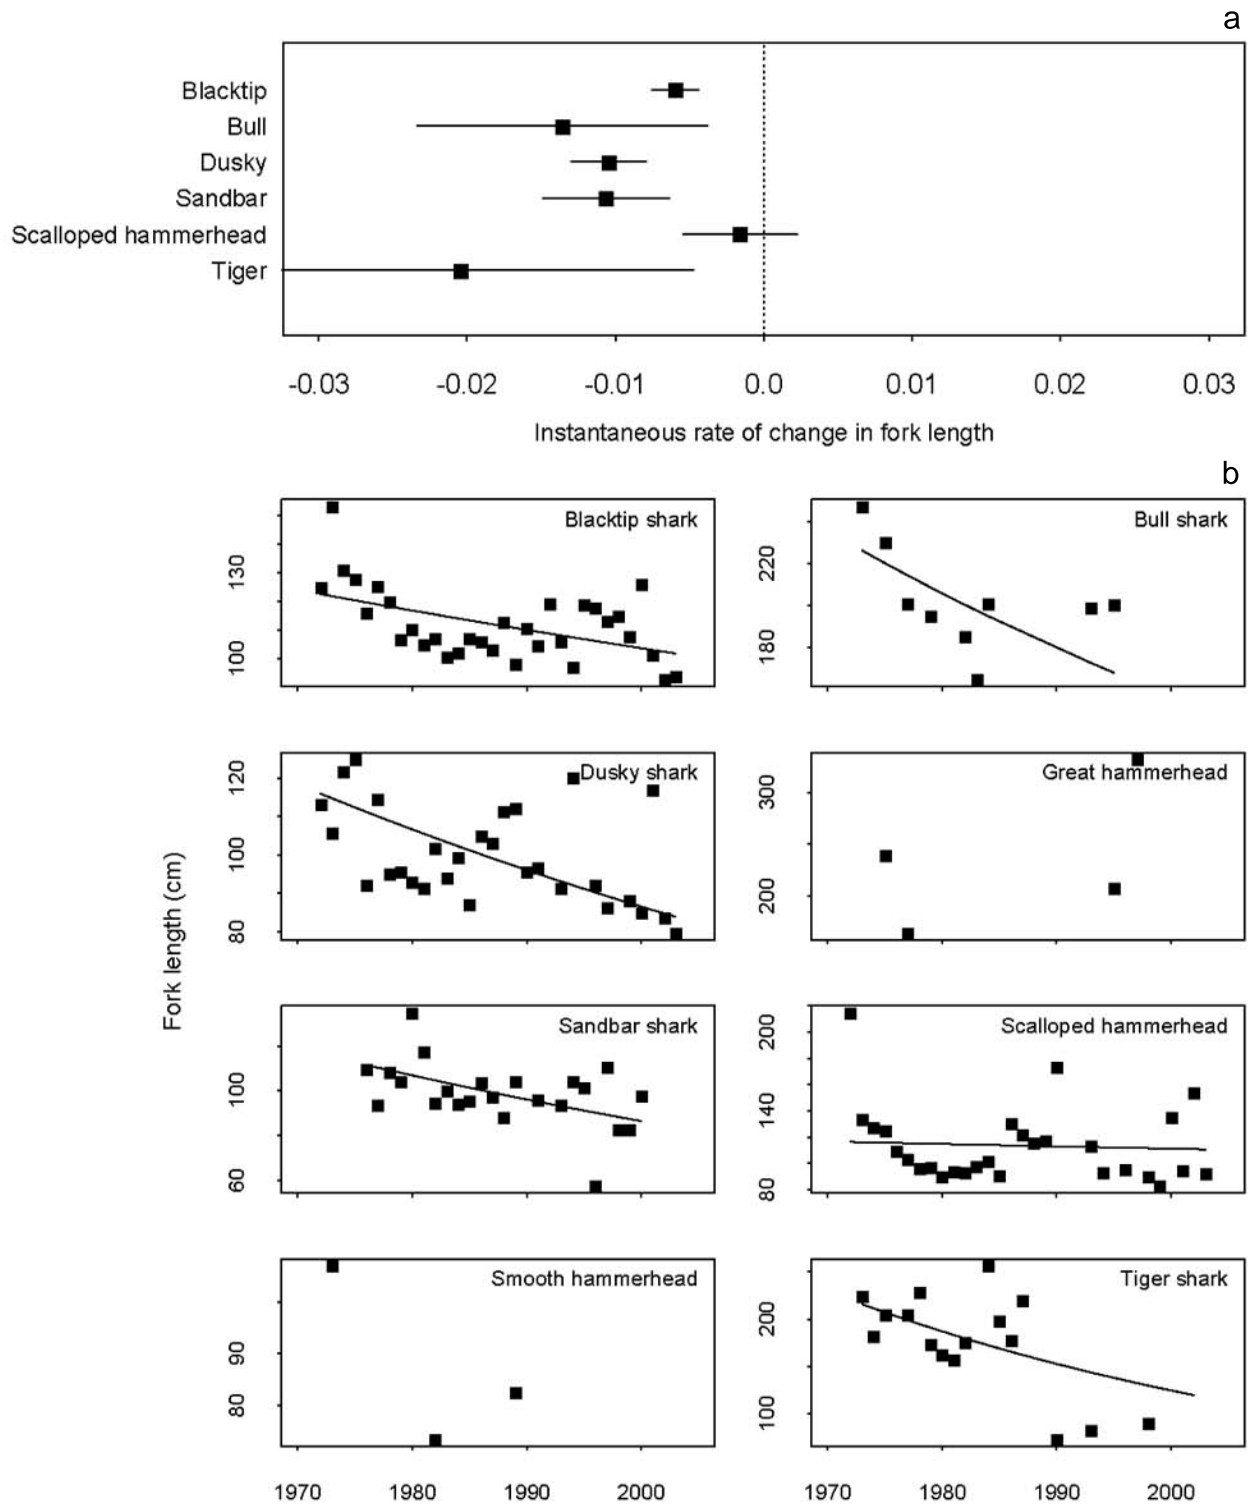 a
Blacktip
Bull
Dusky
Sandbar
Scalloped hammerhead
Tiger
-0.03 -0.02 -0.01 0.0 0.01 0.02 0.03
Instantaneous rate of change in fork length
b
Fork length (cm)
Blacktip shark
130
100
Bull shark
220
180
Dusky shark
120
100
80
Great hammerhead
300
200
Sandbar shark
100
60
Scalloped hammerhead
200
140
80
Smooth hammerhead
90
80
Tiger shark
200
100
1970 1980 1990 2000
1970 1980 1990 2000